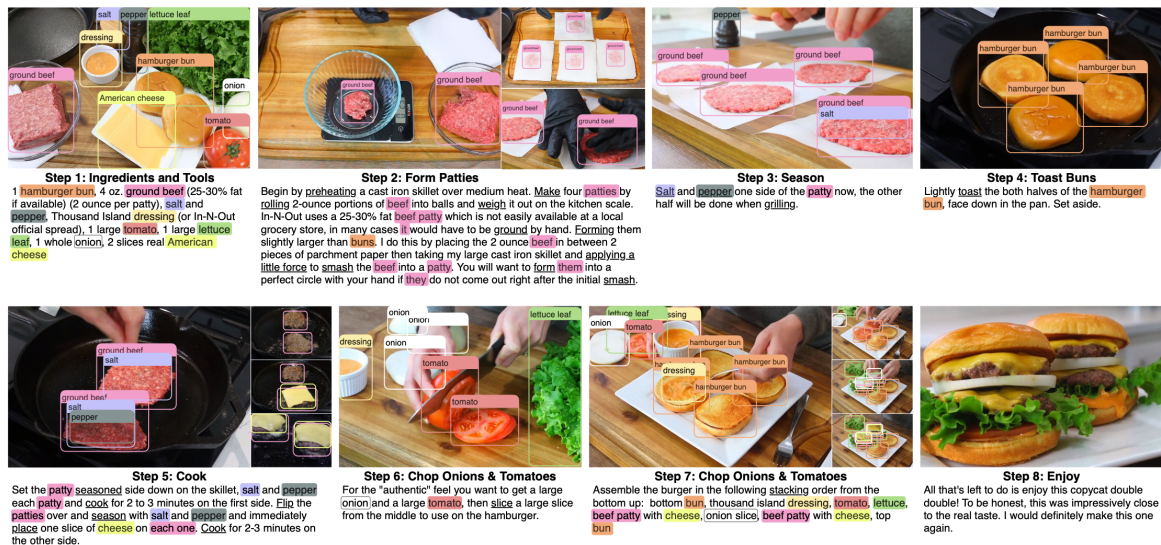 salt pepper lettuce leaf
dressing
hamburger bun
ground beef
onion
American cheese
tomato
Step 1: Ingredients and Tools
1 hamburger bun, 4 oz. ground beef (25-30% fat
if available) (2 ounce per patty), salt and
pepper, Thousand Island dressing (or In-N-Out
official spread), 1 large tomato, 1 large lettuce
leaf, 1 whole onion, 2 slices real American
cheese
ground beef
ground beef
ground beef
ground beef
Step 2: Form Patties
Begin by preheating a cast iron skillet over medium heat. Make four patties by
rolling 2-ounce portions of beef into balls and weigh it out on the kitchen scale.
In-N-Out uses a 25-30% fat beef patty which is not easily available at a local
grocery store, in many cases it would have to be ground by hand. Forming them
slightly larger than buns. I do this by placing the 2 ounce beef in between 2
pieces of parchment paper then taking my large cast iron skillet and applying a
little force to smash the beef into a patty. You will want to form them into a
perfect circle with your hand if they do not come out right after the initial smash.
pepper
ground beef
ground beef
ground beef
ground beef
salt
Step 3: Season
Salt and pepper one side of the patty now, the other
half will be done when grilling.
hamburger bun
hamburger bun
hamburger bun
hamburger bun
Step 4: Toast Buns
Lightly toast the both halves of the hamburger
bun, face down in the pan. Set aside.
ground beef
salt
ground beef
salt
pepper
Step 5: Cook
Set the patty seasoned side down on the skillet, salt and pepper
each patty and cook for 2 to 3 minutes on the first side. Flip the
patties over and season with salt and pepper and immediately
place one slice of cheese on each one. Cook for 2-3 minutes on
the other side.
onion
onion
lettuce leaf
dressing
onion
tomato
tomato
Step 6: Chop Onions & Tomatoes
For the "authentic" feel you want to get a large
onion and a large tomato, then slice a large slice
from the middle to use on the hamburger.
lettuce leaf
ssing
onion
tomato
hamburger bun
hamburger bun
dressing
hamburger bun
Step 7: Chop Onions & Tomatoes
Assemble the burger in the following stacking order from the
bottom up: bottom bun, thousand island dressing, tomato, lettuce,
beef patty with cheese, onion slice, beef patty with cheese, top
bun
Step 8: Enjoy
All that's left to do is enjoy this copycat double
double! To be honest, this was impressively close
to the real taste. I would definitely make this one
again.